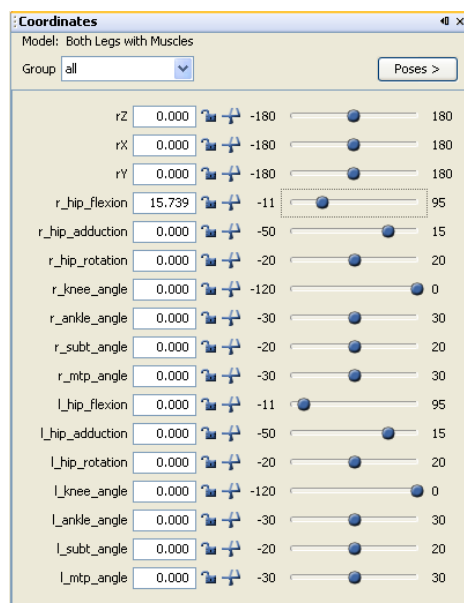 Coordinates
Model: Both Legs with Muscles
Group all Poses >
rZ 0.000 -180 180
rX 0.000 -180 180
rY 0.000 -180 180
r_hip_flexion 15.739 -11 95
r_hip_adduction 0.000 -50 15
r_hip_rotation 0.000 -20 20
r_knee_angle 0.000 -120 0
r_ankle_angle 0.000 -30 30
r_subt_angle 0.000 -20 20
r_mtp_angle 0.000 -30 30
l_hip_flexion 0.000 -11 95
l_hip_adduction 0.000 -50 15
l_hip_rotation 0.000 -20 20
l_knee_angle 0.000 -120 0
l_ankle_angle 0.000 -30 30
l_subt_angle 0.000 -20 20
l_mtp_angle 0.000 -30 30